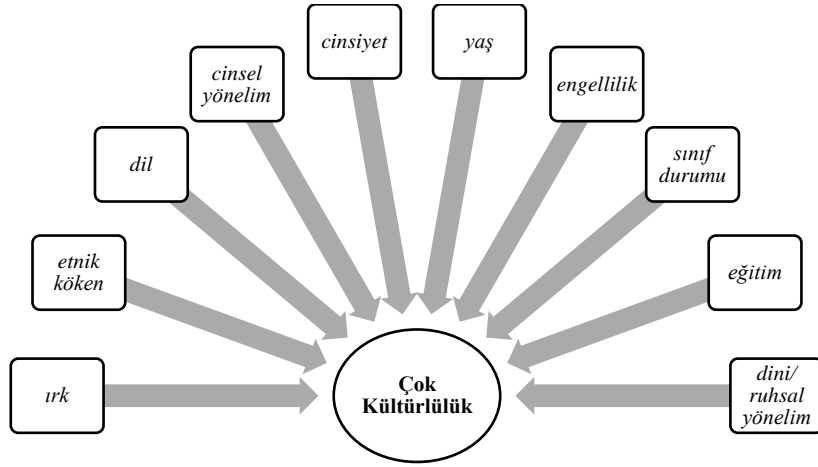 cinsiyet
yaş
cinsel
yönelim
engellilik
dil
sınıf
durumu
etnik
köken
eğitim
ırk
Çok
Kültürlülük
dini/
ruhsal
yönelim